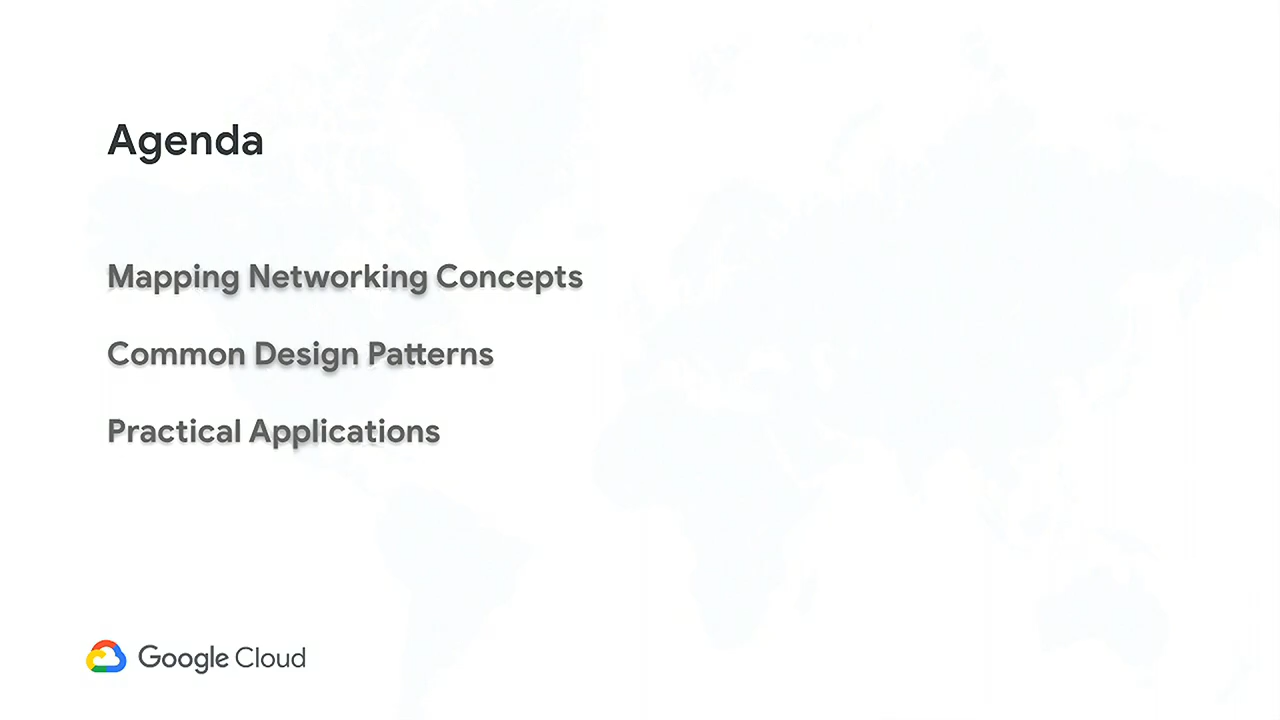 Agenda
Mapping Networking Concepts
Common Design Patterns
Practical Applications
Google Cloud